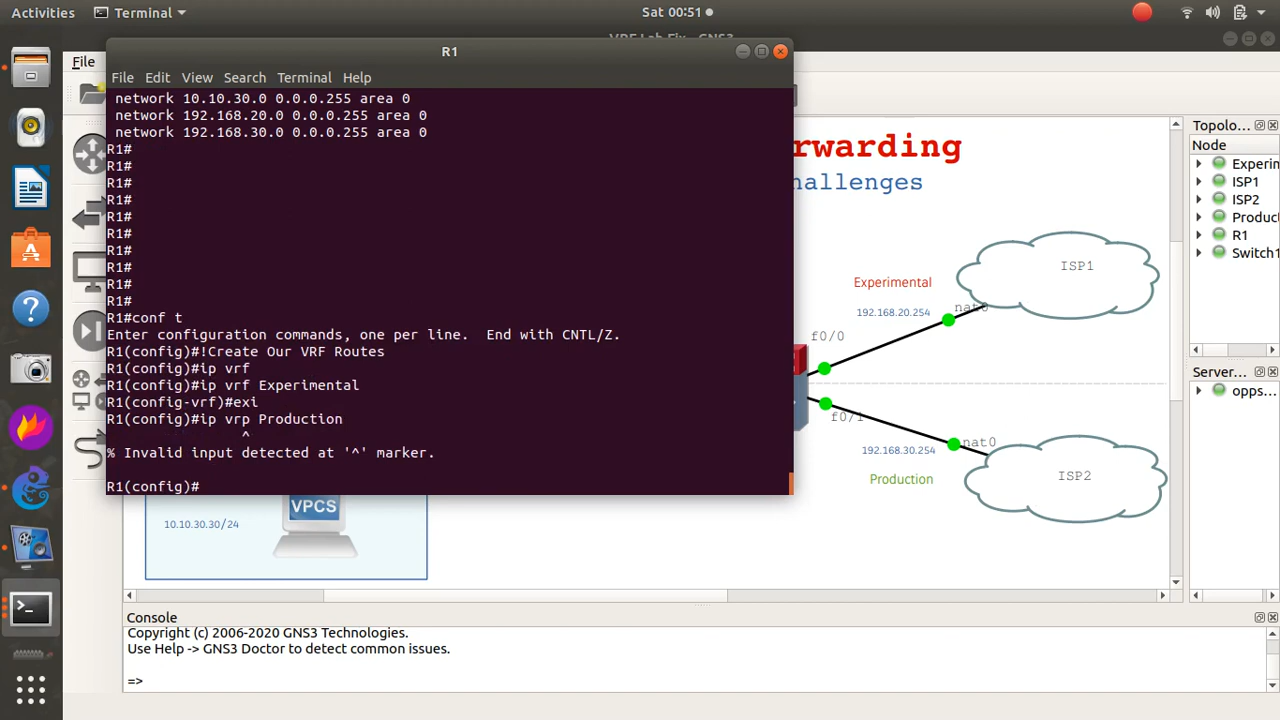 Activities
Terminal
Sat 00:51
VRF Lab Fix - GNS3
File
R1
File Edit View Search Terminal Help
network 10.10.30.0 0.0.0.255 area 0
network 192.168.20.0 0.0.0.255 area 0
network 192.168.30.0 0.0.0.255 area 0
R1#
R1#
R1#
R1#
R1#
R1#
R1#
R1#
R1#
R1#
R1#conf t
Enter configuration commands, one per line.  End with CNTL/Z.
R1(config)#!Create Our VRF Routes
R1(config)#ip vrf
R1(config)#ip vrf Experimental
R1(config-vrf)#exi
R1(config)#ip vrp Production
^
% Invalid input detected at '^' marker.
R1(config)#
rwarding
hallenges
Experimental
192.168.20.254
nat0
ISP1
f0/0
f0/1
192.168.30.254
nat0
ISP2
Production
10.10.30.30/24
VPCS
Topolo...
Node
Experim
ISP1
ISP2
Produc
R1
Switch1
Server...
opps
Console
Copyright (c) 2006-2020 GNS3 Technologies.
Use Help -> GNS3 Doctor to detect common issues.
=>